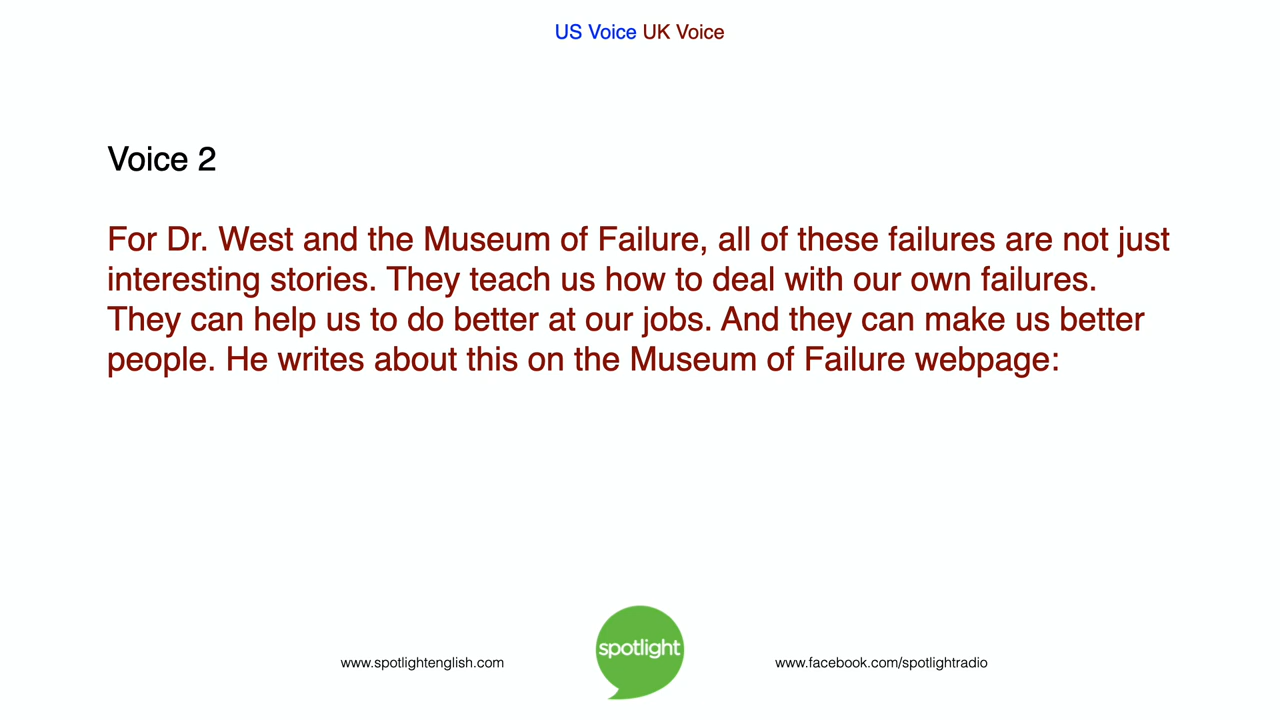 US Voice UK Voice
Voice 2
For Dr. West and the Museum of Failure, all of these failures are not just
interesting stories. They teach us how to deal with our own failures.
They can help us to do better at our jobs. And they can make us better
people. He writes about this on the Museum of Failure webpage:
www.spotlightenglish.com
spotlight
www.facebook.com/spotlightradio